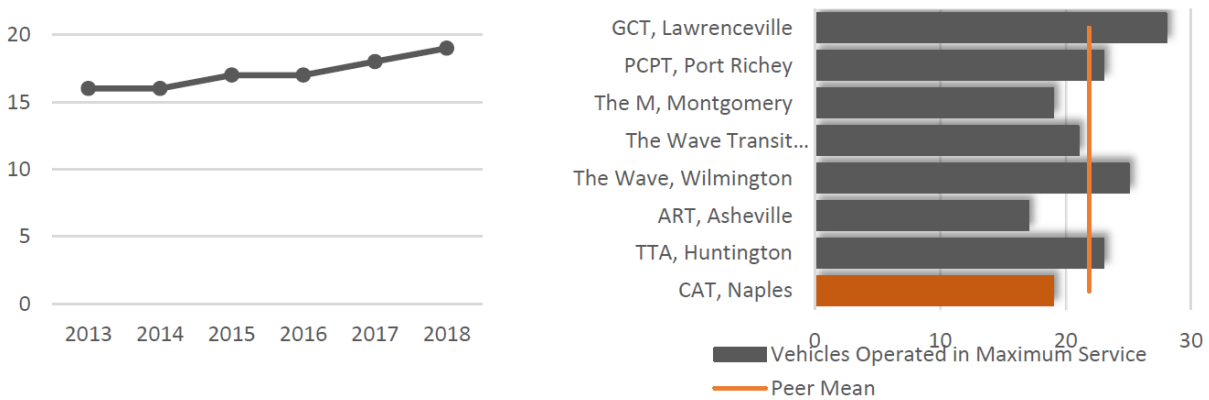 20
15
10
5
0
2013 2014 2015 2016 2017 2018
GCT, Lawrenceville
PCPT, Port Richey
The M, Montgomery
The Wave Transit...
The Wave, Wilmington
ART, Asheville
TTA, Huntington
CAT, Naples
0 10 20 30
Vehicles Operated in Maximum Service
Peer Mean